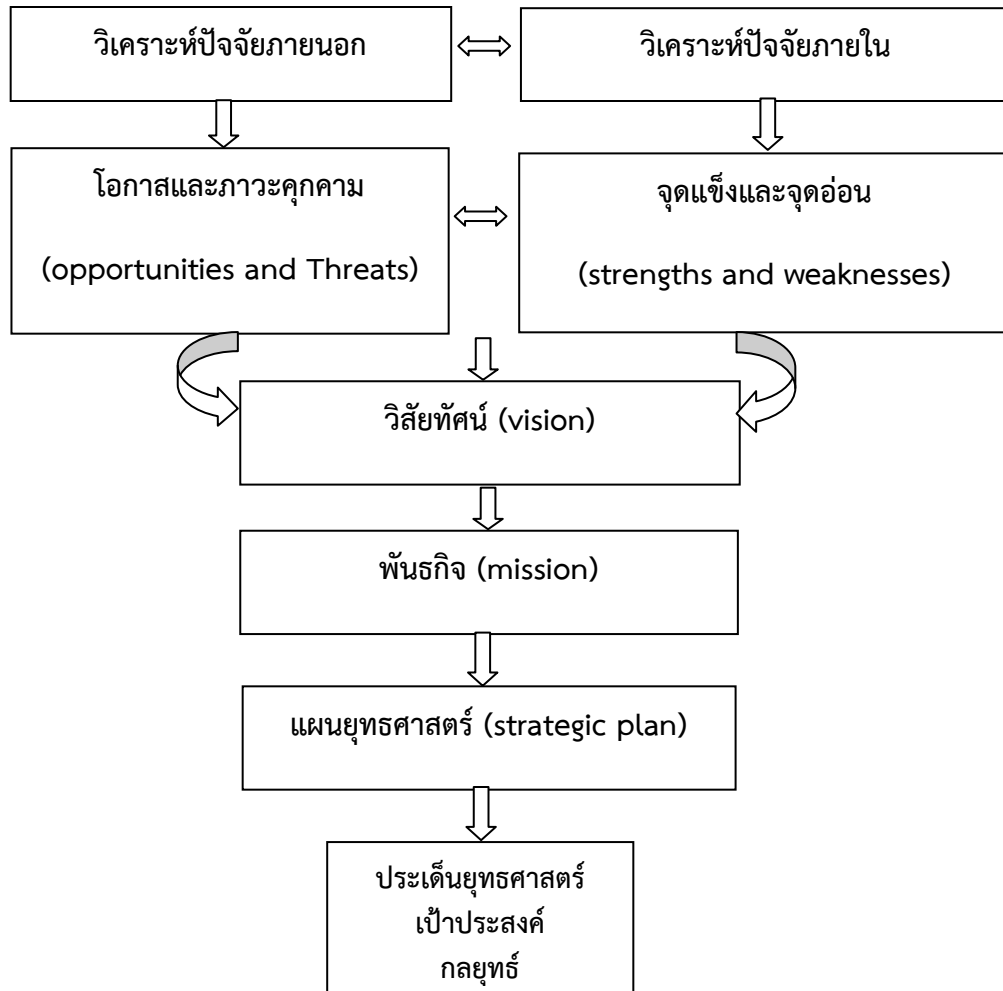 วิเคราะห์ปัจจัยภายนอก
วิเคราะห์ปัจจัยภายใน
โอกาสและภาวะคุกคาม
(opportunities and Threats)
จุดแข็งและจุดอ่อน
(strengths and weaknesses)
วิสัยทัศน์ (vision)
พันธกิจ (mission)
แผนยุทธศาสตร์ (strategic plan)
ประเด็นยุทธศาสตร์
เป้าประสงค์
กลยุทธ์